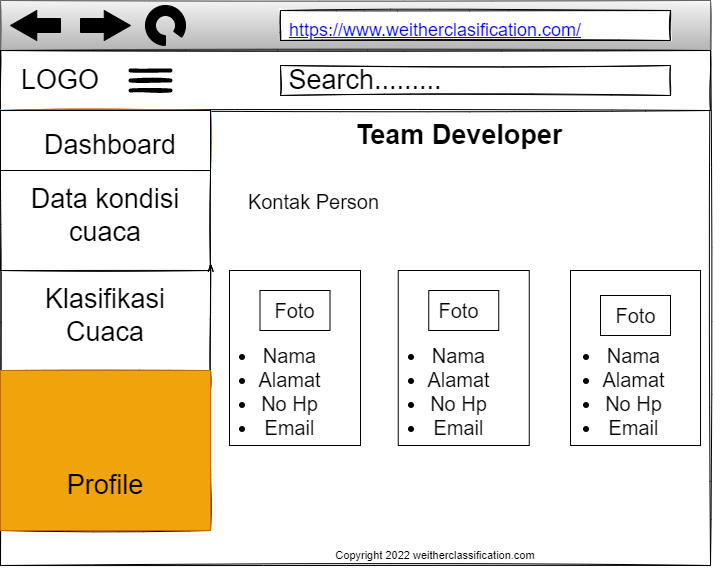 https://www.weitherclasification.com/
LOGO
Search.........
Dashboard
Data kondisi
cuaca
Klasifikasi
Cuaca
Profile
Team Developer
Kontak Person
Foto
• Nama
• Alamat
• No Hp
• Email
Foto
• Nama
• Alamat
• No Hp
• Email
Foto
• Nama
• Alamat
• No Hp
• Email
Copyright 2022 weitherclassification.com